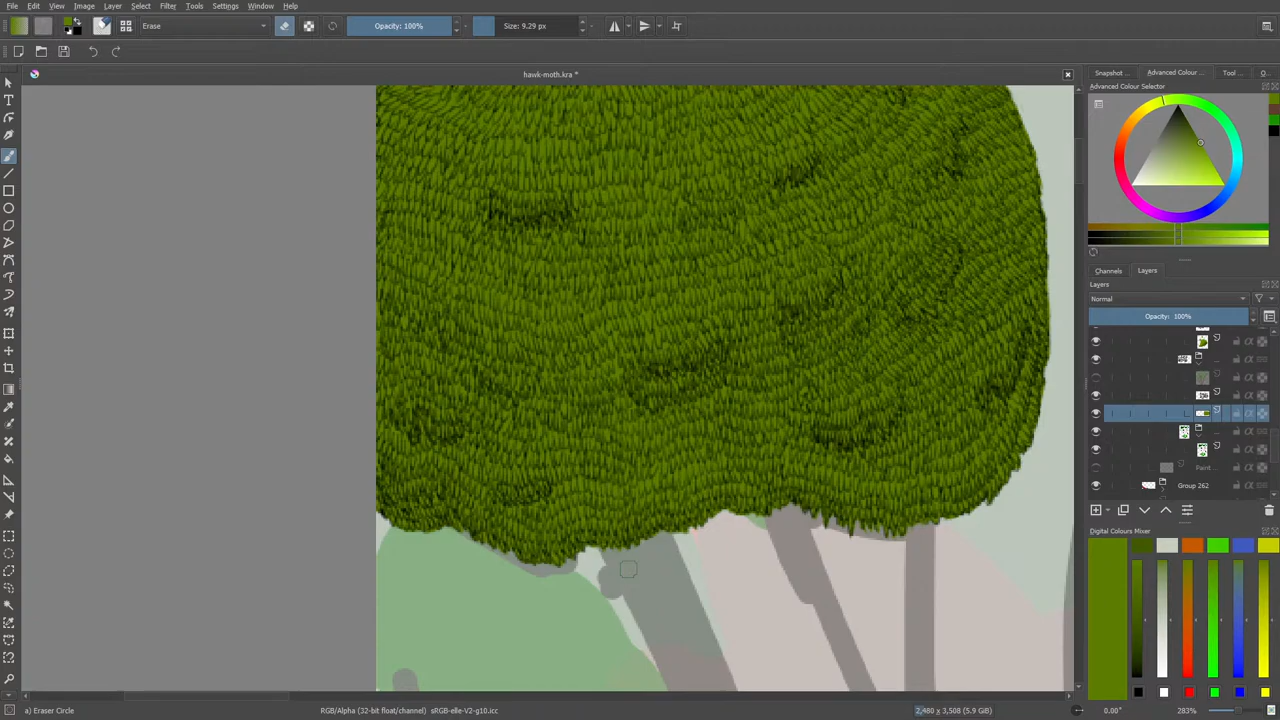 File Edit View Image Layer Select Filter Tools Settings Window Help
Erase Opacity: 100% Size: 9.29 px
hawk-moth.kra *
Snapshot ... Advanced Colour ... Tool ... O...
Advanced Colour Selector
Channels Layers
Layers
Normal
Opacity: 100%
Paint ...
Group 262
Digital Colours Mixer
a) Eraser Circle RGB/Alpha (32-bit float/channel) sRGB-elle-V2-g10.icc 2,480 x 3,508 (5.9 GiB) 0.00° 283%